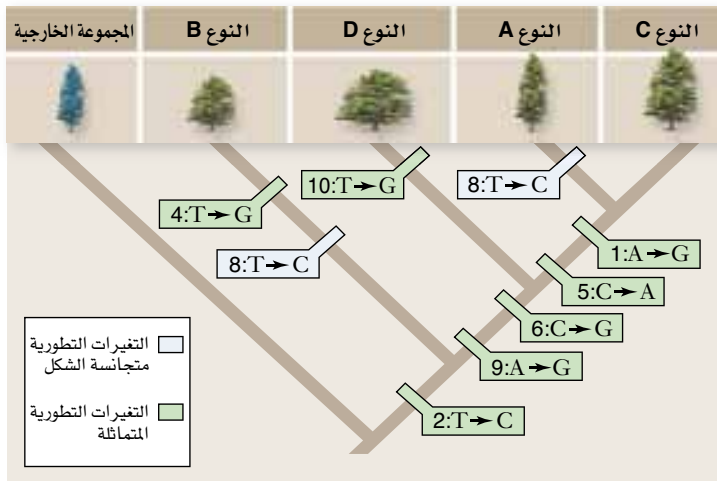 المجموعة الخارجية
النوع B
النوع D
النوع A
النوع C
10:T→G
8:T→C
4:T→G
8:T→C
1:A→G
5:C→A
6:C→G
9:A→G
2:T→C
التغيرات التطورية
متجانسة الشكل
التغيرات التطورية
المتماثلة